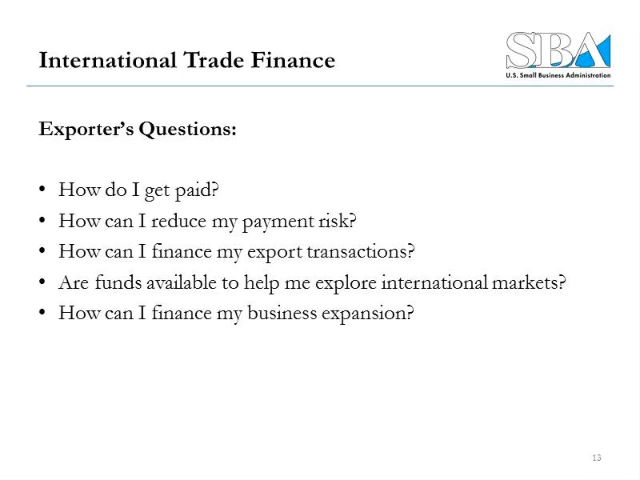 International Trade Finance
SBA
U.S. Small Business Administration
Exporter’s Questions:
• How do I get paid?
• How can I reduce my payment risk?
• How can I finance my export transactions?
• Are funds available to help me explore international markets?
• How can I finance my business expansion?
13